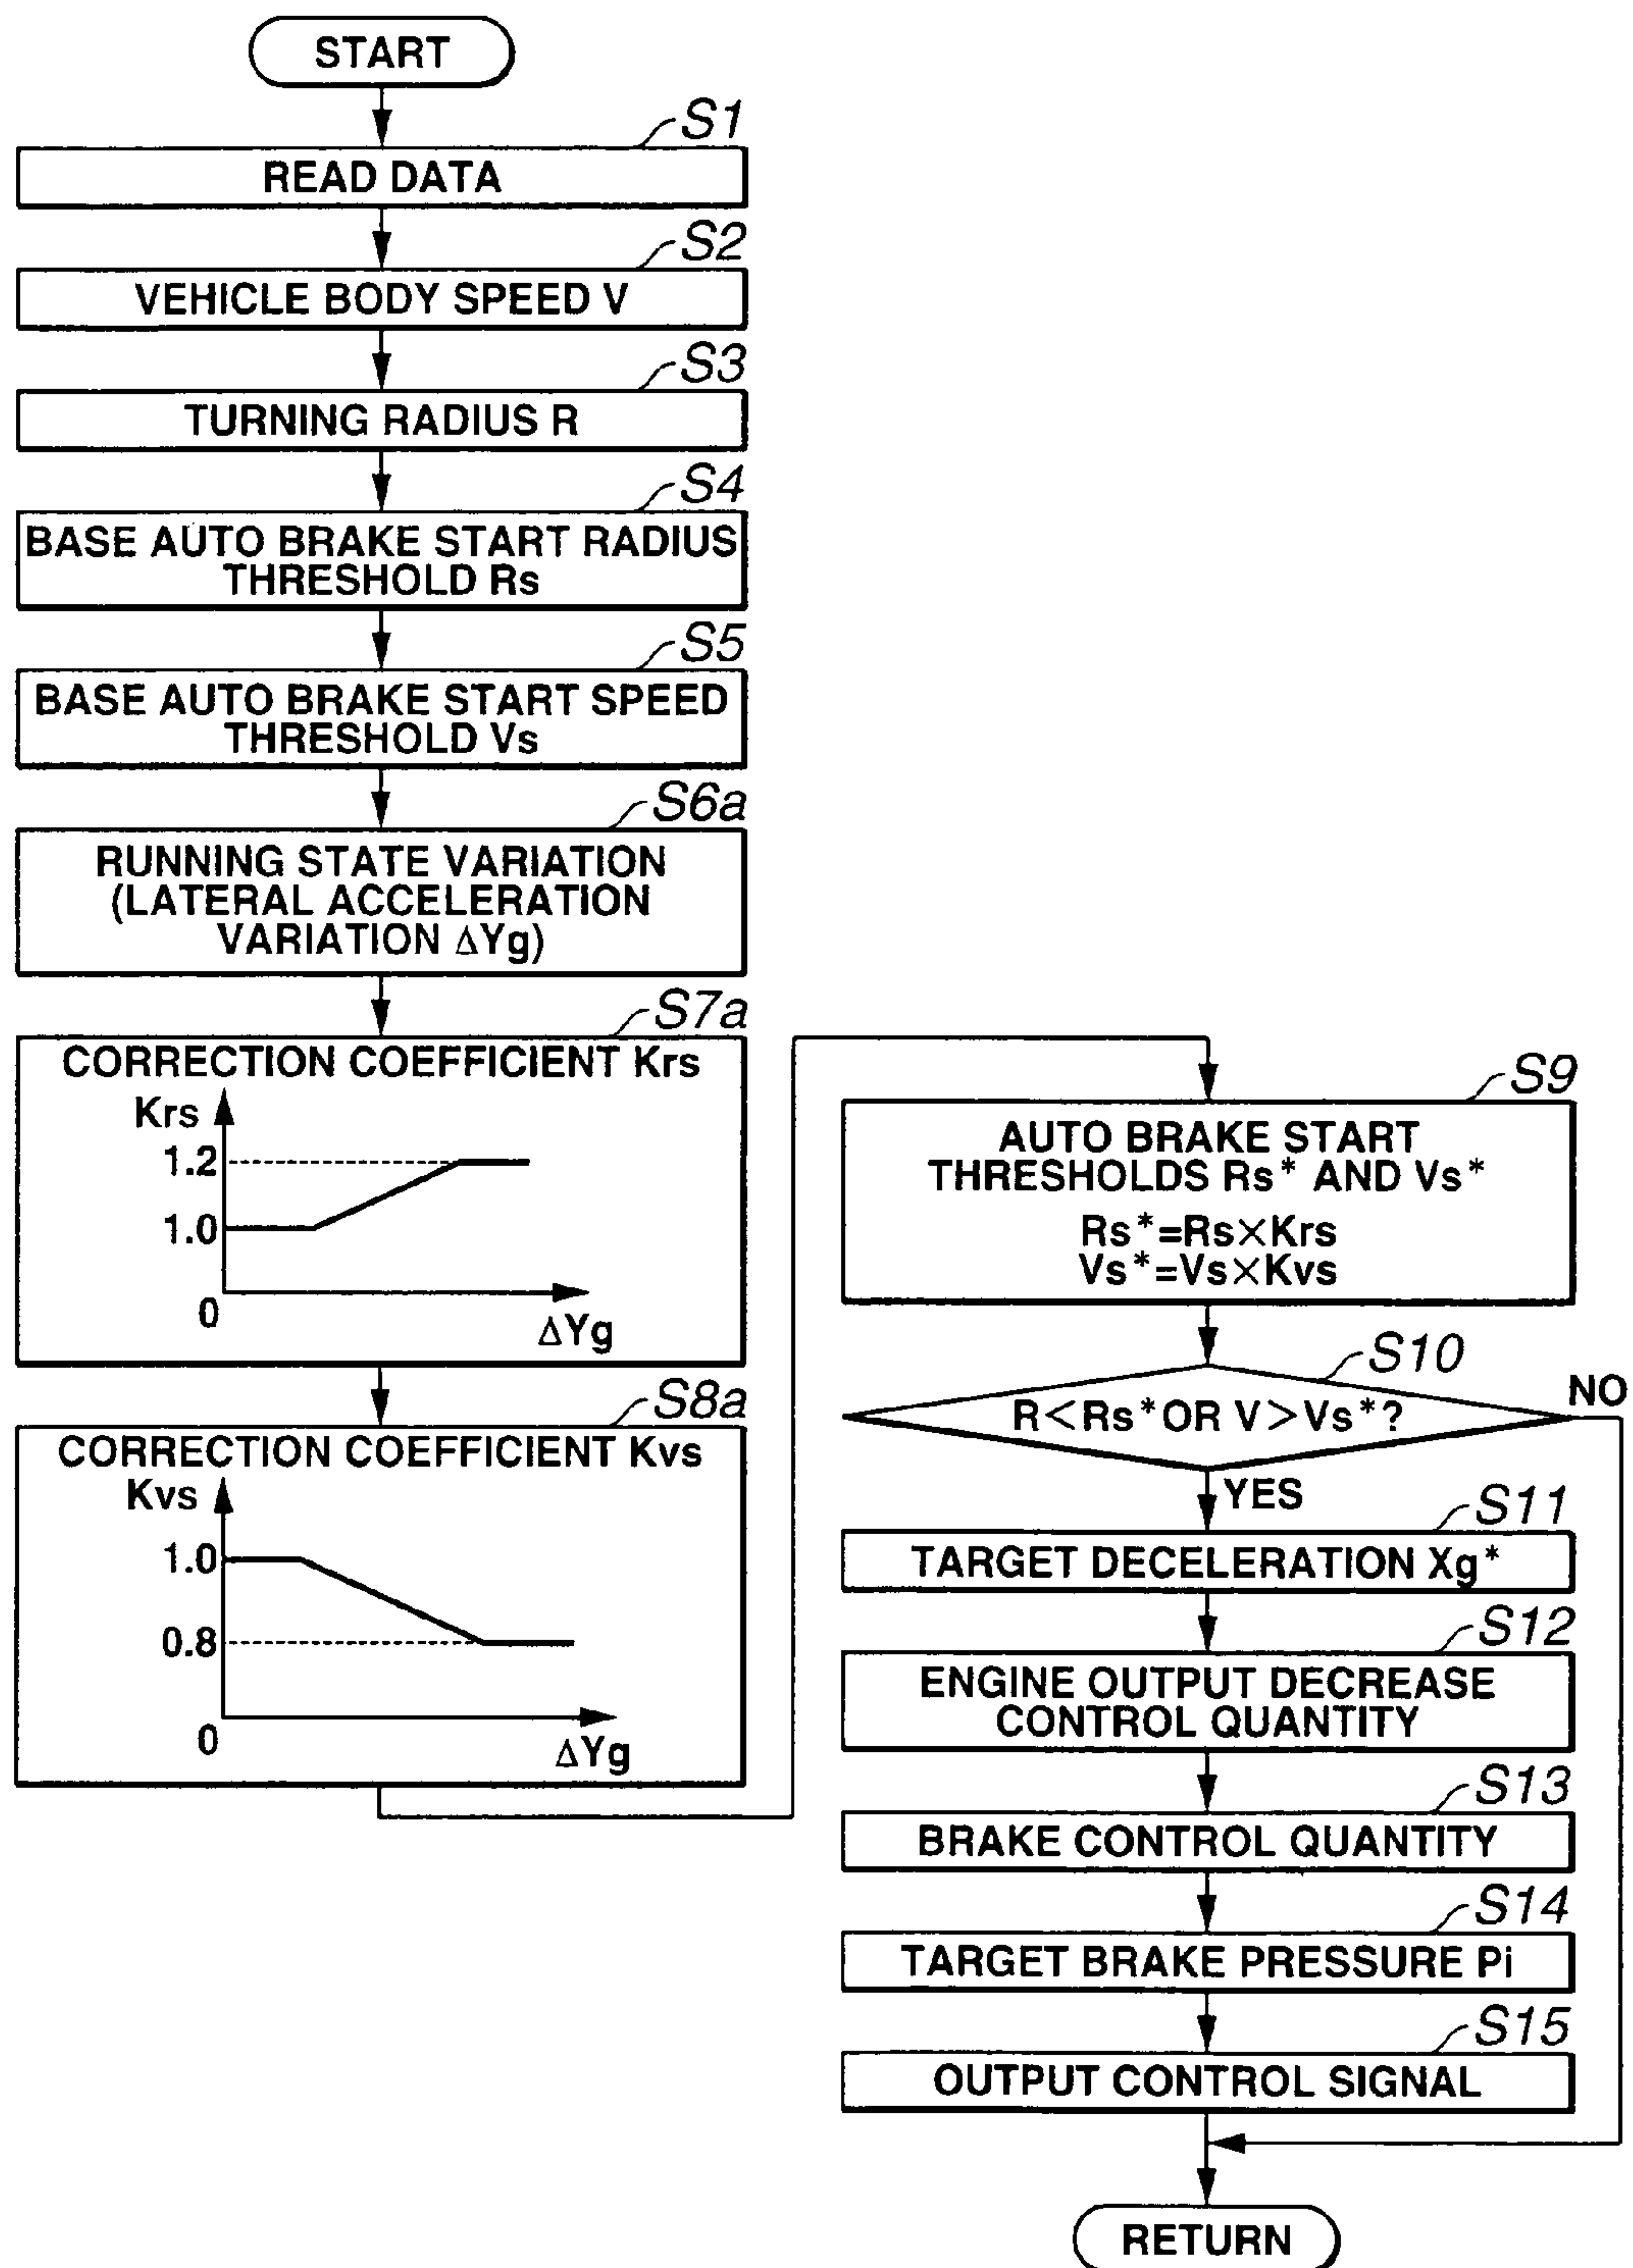 START
S1
READ DATA
S2
VEHICLE BODY SPEED V
S3
TURNING RADIUS R
S4
BASE AUTO BRAKE START RADIUS
THRESHOLD Rs
S5
BASE AUTO BRAKE START SPEED
THRESHOLD Vs
S6a
RUNNING STATE VARIATION
(LATERAL ACCELERATION
VARIATION ΔYg)
S7a
CORRECTION COEFFICIENT Krs
Krs
1.2
1.0
0
ΔYg
S8a
CORRECTION COEFFICIENT Kvs
Kvs
1.0
0.8
0
ΔYg
S9
AUTO BRAKE START
THRESHOLDS Rs* AND Vs*
Rs*=Rs×Krs
Vs*=Vs×Kvs
S10
R<Rs*OR V>Vs*?
NO
YES
S11
TARGET DECELERATION Xg*
S12
ENGINE OUTPUT DECREASE
CONTROL QUANTITY
S13
BRAKE CONTROL QUANTITY
S14
TARGET BRAKE PRESSURE Pi
S15
OUTPUT CONTROL SIGNAL
RETURN